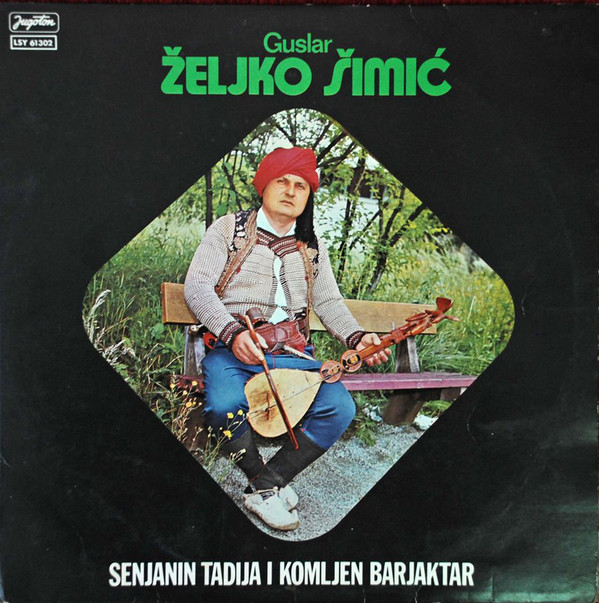 Jugoton
LSY 61302
Guslar
ŽELJKO ŠIMIĆ
SENJANIN TADIJA I KOMLJEN BARJAKTAR